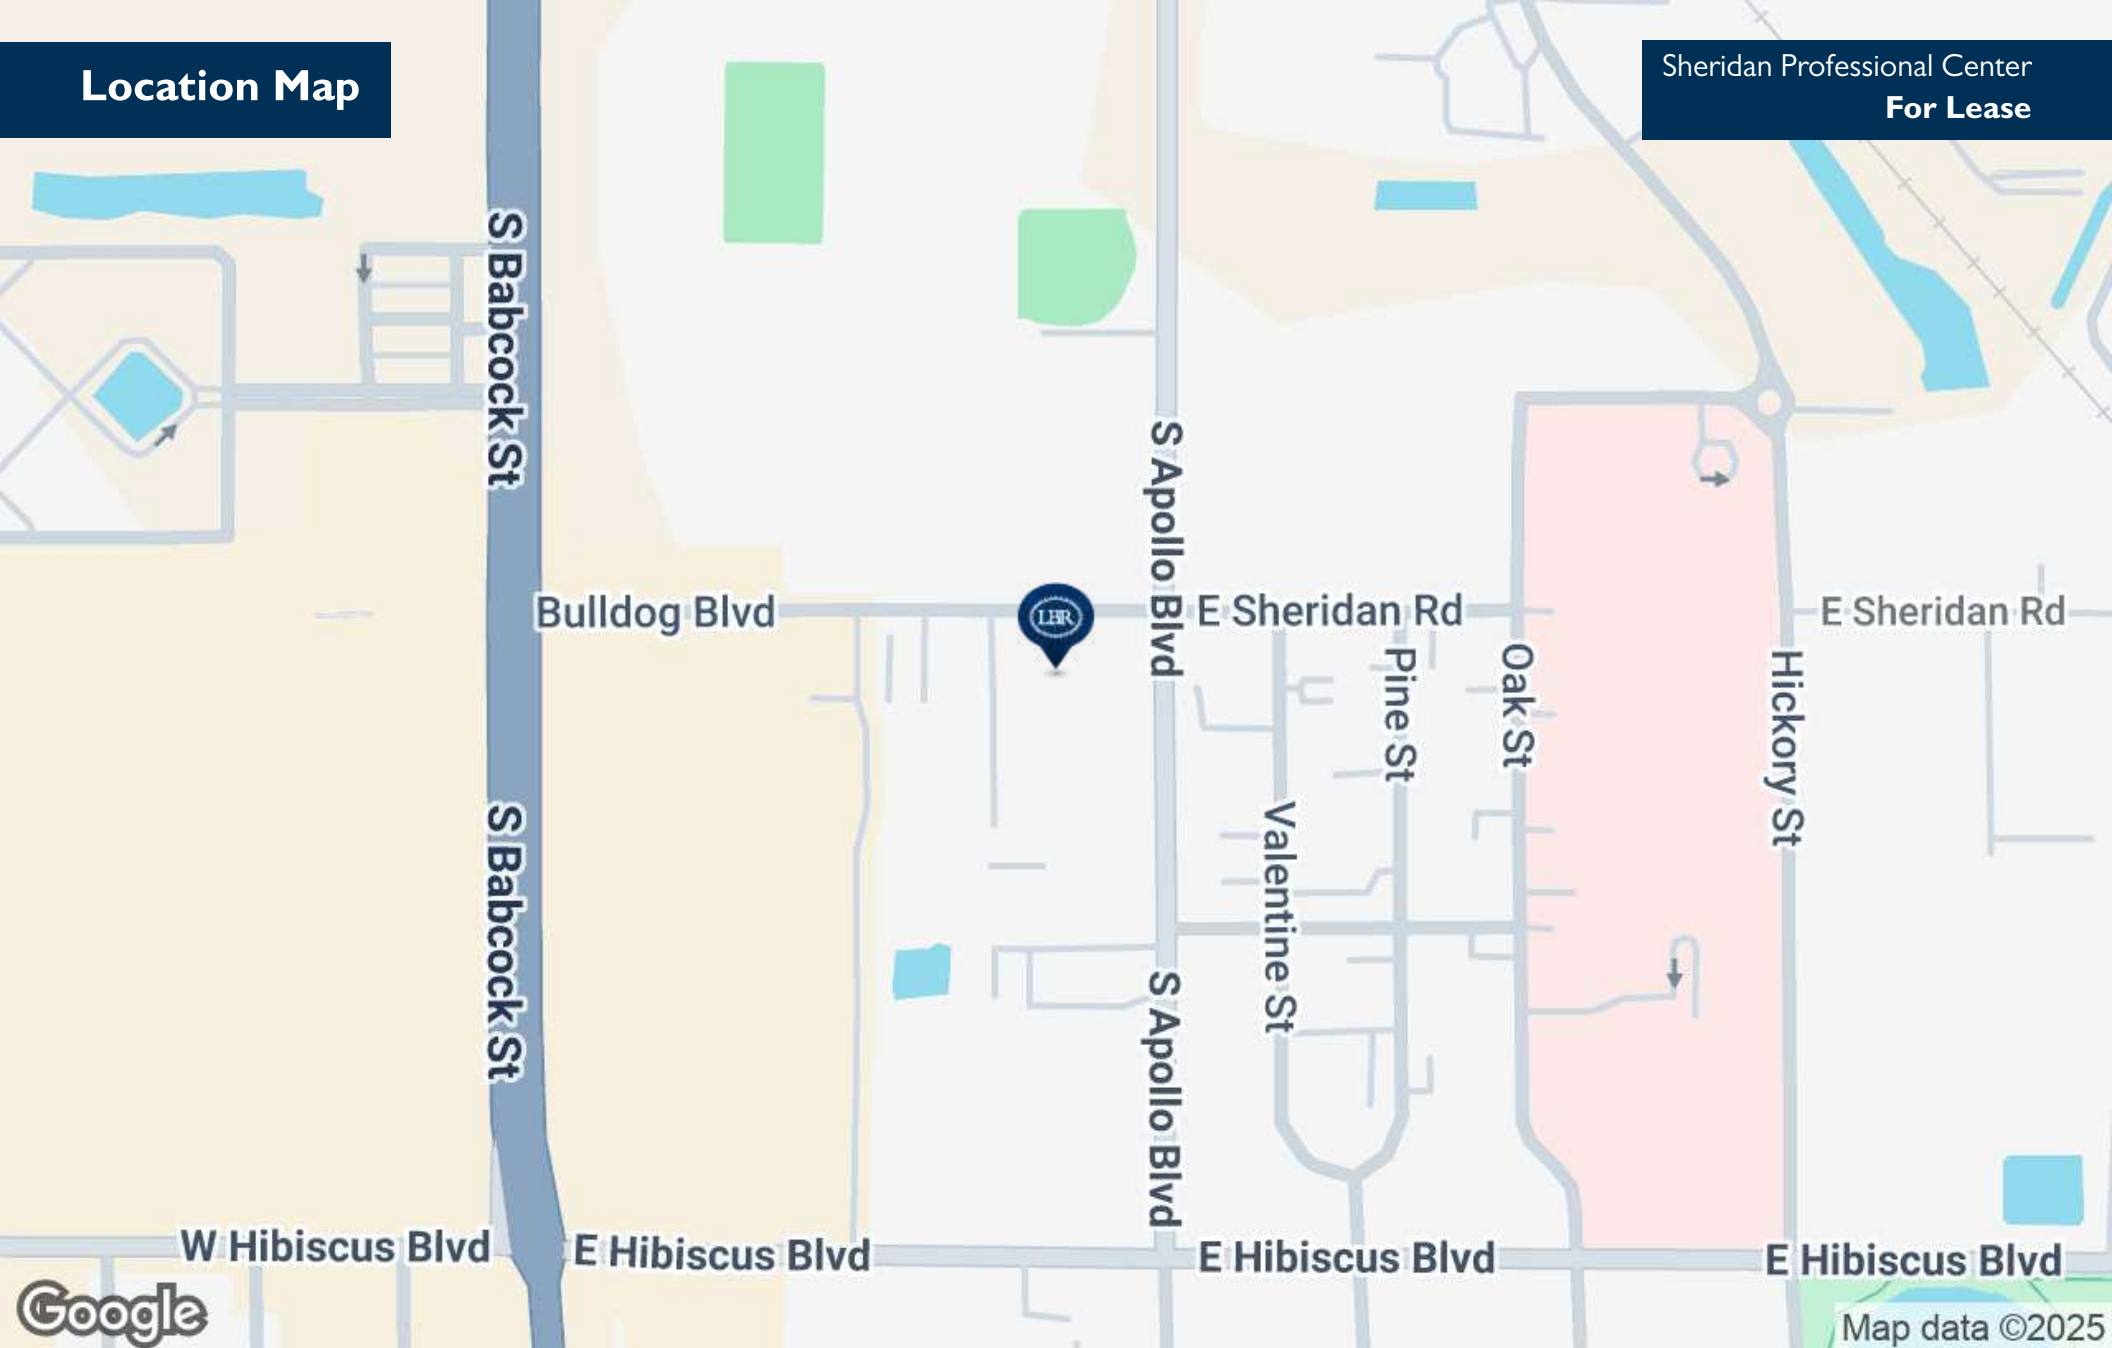 Location Map
Sheridan Professional Center
For Lease
S Babcock St
S Apollo Blvd
Bulldog Blvd
LBR
E Sheridan Rd
E Sheridan Rd
Pine St
Oak St
Hickory St
Valentine St
S Babcock St
S Apollo Blvd
W Hibiscus Blvd
E Hibiscus Blvd
E Hibiscus Blvd
E Hibiscus Blvd
Google
Map data ©2025